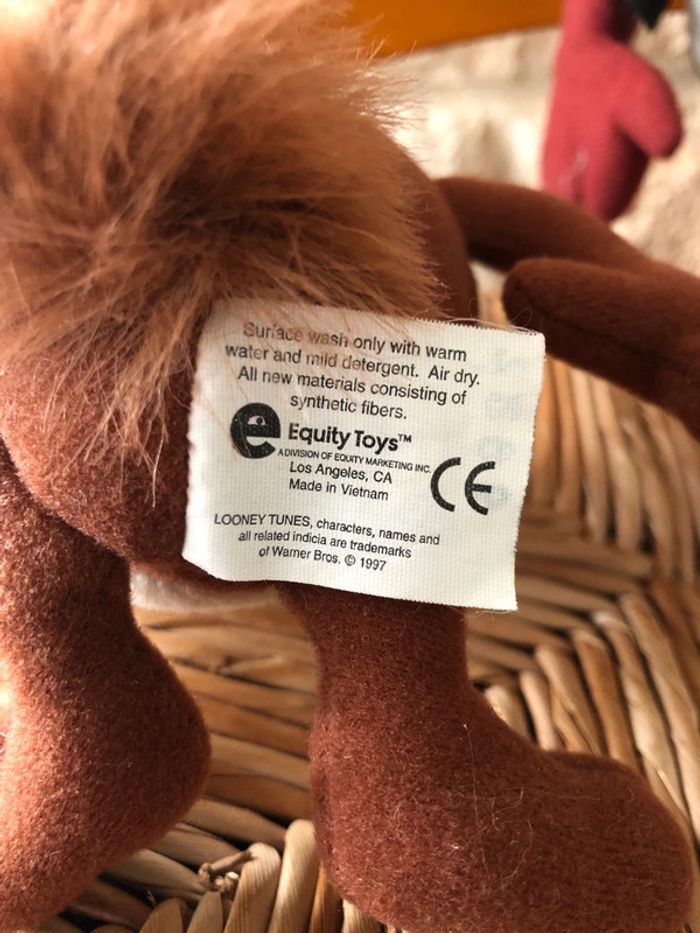 Surface wash only with warm
water and mild detergent. Air dry.
All new materials consisting of
synthetic fibers.
e Equity Toys™
A DIVISION OF EQUITY MARKETING INC.
Los Angeles, CA
Made in Vietnam
CE
LOONEY TUNES, characters, names and
all related indicia are trademarks
of Warner Bros. © 1997